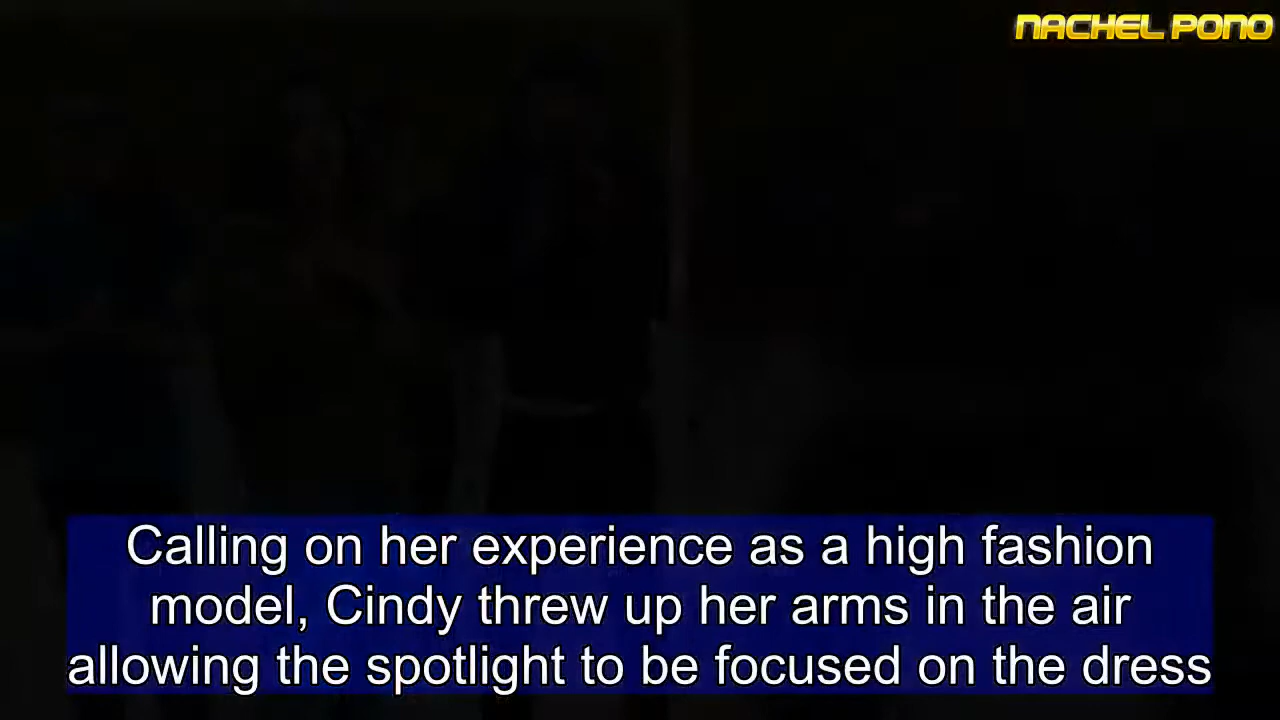 NACHEL PONO
Calling on her experience as a high fashion
model, Cindy threw up her arms in the air
allowing the spotlight to be focused on the dress